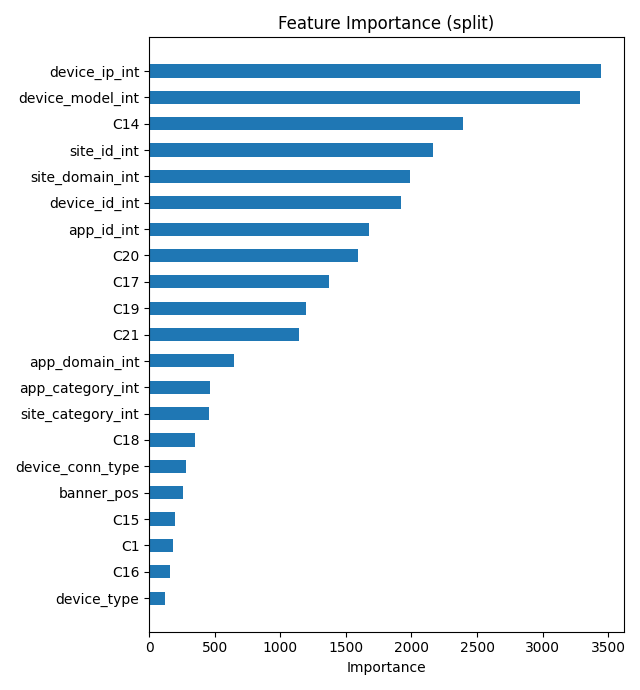 Feature Importance (split)
device_ip_int
device_model_int
C14
site_id_int
site_domain_int
device_id_int
app_id_int
C20
C17
C19
C21
app_domain_int
app_category_int
site_category_int
C18
device_conn_type
banner_pos
C15
C1
C16
device_type
0 500 1000 1500 2000 2500 3000 3500
Importance